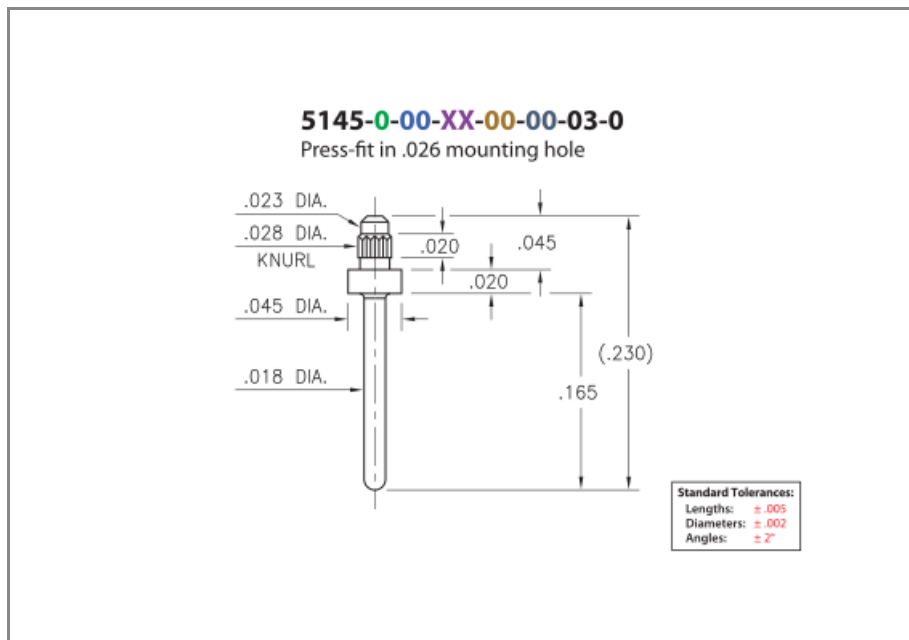 5145-0-00-XX-00-00-03-0
Press-fit in .026 mounting hole
.023 DIA.
.028 DIA.
KNURL
.020
.045
.020
.045 DIA.
(.230)
.018 DIA.
.165
Standard Tolerances:
Lengths: ± .005
Diameters: ± .002
Angles: ± 2°